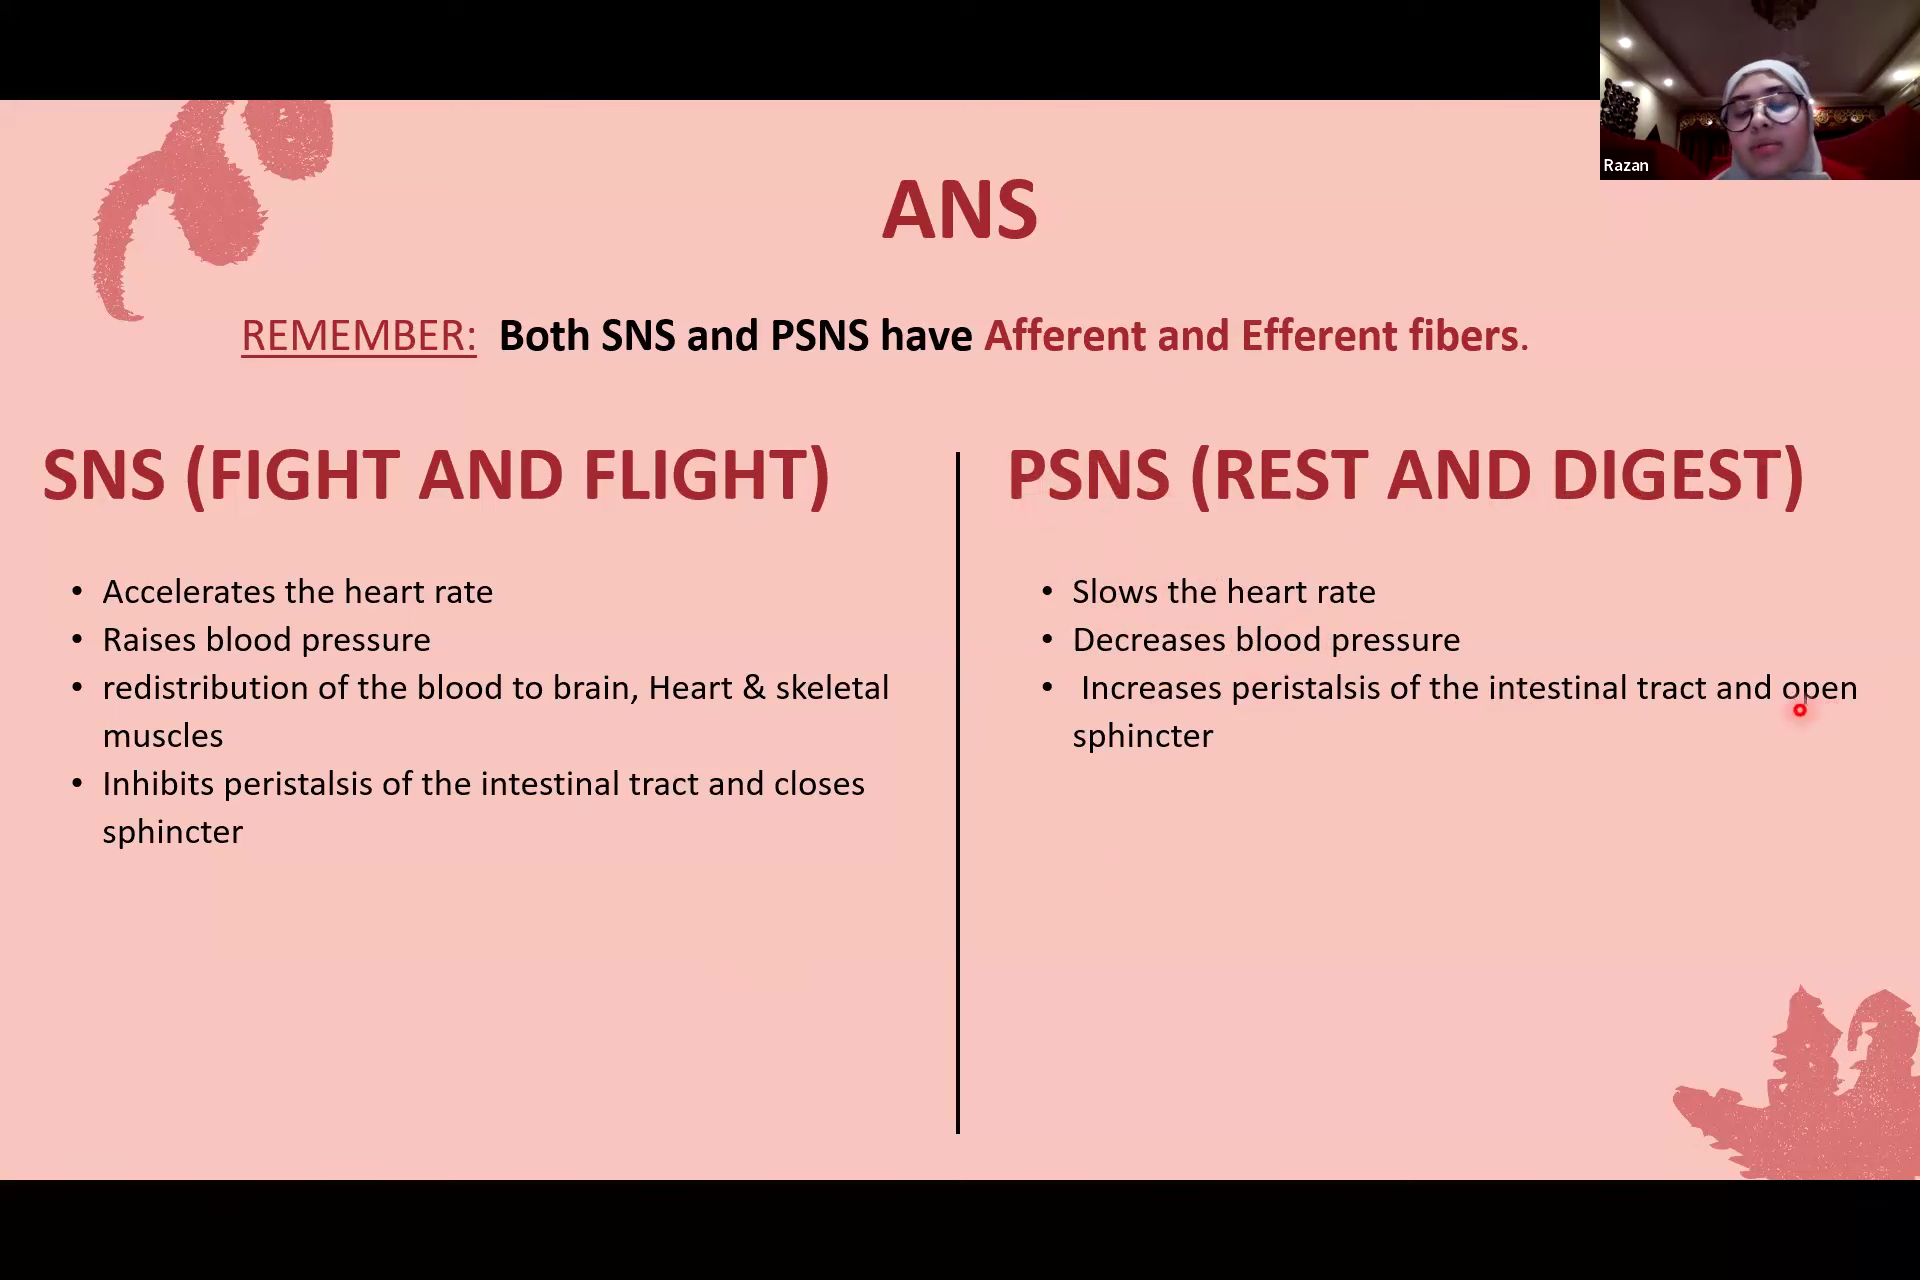 Razan
ANS
REMEMBER: Both SNS and PSNS have Afferent and Efferent fibers.
SNS (FIGHT AND FLIGHT)
• Accelerates the heart rate
• Raises blood pressure
• redistribution of the blood to brain, Heart & skeletal
muscles
• Inhibits peristalsis of the intestinal tract and closes
sphincter
PSNS (REST AND DIGEST)
• Slows the heart rate
• Decreases blood pressure
• Increases peristalsis of the intestinal tract and open
sphincter